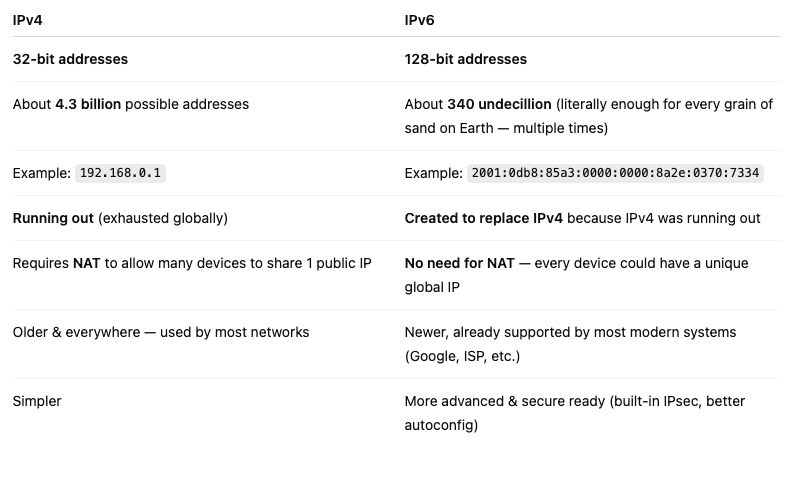 IPv4 IPv6
32-bit addresses 128-bit addresses
About 4.3 billion possible addresses About 340 undecillion (literally enough for every grain of
sand on Earth — multiple times)
Example: 192.168.0.1 Example: 2001:0db8:85a3:0000:0000:8a2e:0370:7334
Running out (exhausted globally) Created to replace IPv4 because IPv4 was running out
Requires NAT to allow many devices to share 1 public IP No need for NAT — every device could have a unique
global IP
Older & everywhere — used by most networks Newer, already supported by most modern systems
(Google, ISP, etc.)
Simpler More advanced & secure ready (built-in IPsec, better
autoconfig)